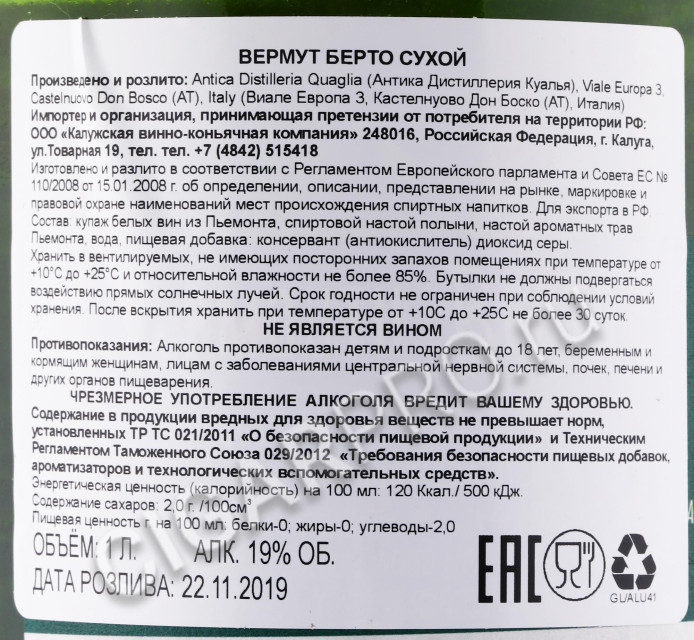 ВЕРМУТ БЕРТО СУХОЙ
Произведено и розлито: Antica Distilleria Quaglia (Антика Дистиллерия Куалья), Viale Europa 3,
Castelnuovo Don Bosco (AT), Italy (Виале Европа 3, Кастелнуово Дон Боско (АТ), Италия)
Импортер и организация, принимающая претензии от потребителя на территории РФ:
ООО «Калужская винно-коньячная компания» 248016, Российская Федерация, г. Калуга,
ул.Товарная 19, тел. тел. +7 (4842) 515418
Изготовлено и разлито в соответствии с Регламентом Европейского парламента и Совета ЕС №
110/2008 от 15.01.2008 г. об определении, описании, представлении на рынке, маркировке и
правовой охране наименований мест происхождения спиртных напитков. Для экспорта в РФ
Состав: купаж белых вин из Пьемонта, спиртовой настой полыни, настой ароматных трав
Пьемонта, вода, пищевая добавка: консервант (антиокислитель) диоксид серы.
Хранить в вентилируемых, не имеющих посторонних запахов помещениях при температуре от
+10°С до +25°С и относительной влажности не более 85%. Бутылки не должны подвергаться
воздействию прямых солнечных лучей. Срок годности не ограничен при соблюдении условий
хранения. После вскрытия хранить при температуре от +10С до +25С не более 30 суток.
НЕ ЯВЛЯЕТСЯ ВИНОМ
Противопоказания: Алкоголь противопоказан детям и подросткам до 18 лет, беременным и
кормящим женщинам, лицам с заболеваниями центральной нервной системы, почек, печени и
других органов пищеварения.
ЧРЕЗМЕРНОЕ УПОТРЕБЛЕНИЕ АЛКОГОЛЯ ВРЕДИТ ВАШЕМУ ЗДОРОВЬЮ.
Содержание в продукции вредных для здоровья веществ не превышает норм,
установленных ТР ТС 021/2011 «О безопасности пищевой продукции» и Техническим
Регламентом Таможенного Союза 029/2012 «Требования безопасности пищевых добавок,
ароматизаторов и технологических вспомогательных средств».
Энергетическая ценность (калорийность) на 100 мл: 120 Ккал./ 500 кДж.
Содержание сахаров: 2,0 г. /100см³
Пищевая ценность г. на 100 мл: белки-0; жиры-0; углеводы-2,0
ОБЪЁМ: 1 Л. АЛК. 19% ОБ.
ДАТА РОЗЛИВА: 22.11.2019
EAC
GL/ALU41
CIGARPRO.ru